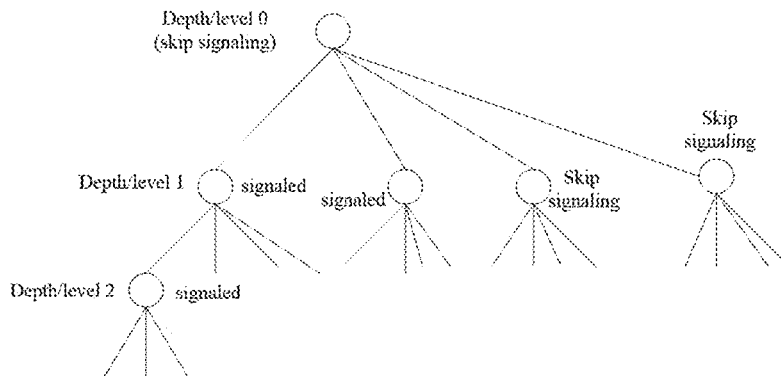 Depth/level 0
(skip signaling)
Skip
signaling
Depth/level 1
signaled
signaled
Skip
signaling
Depth/level 2
signaled